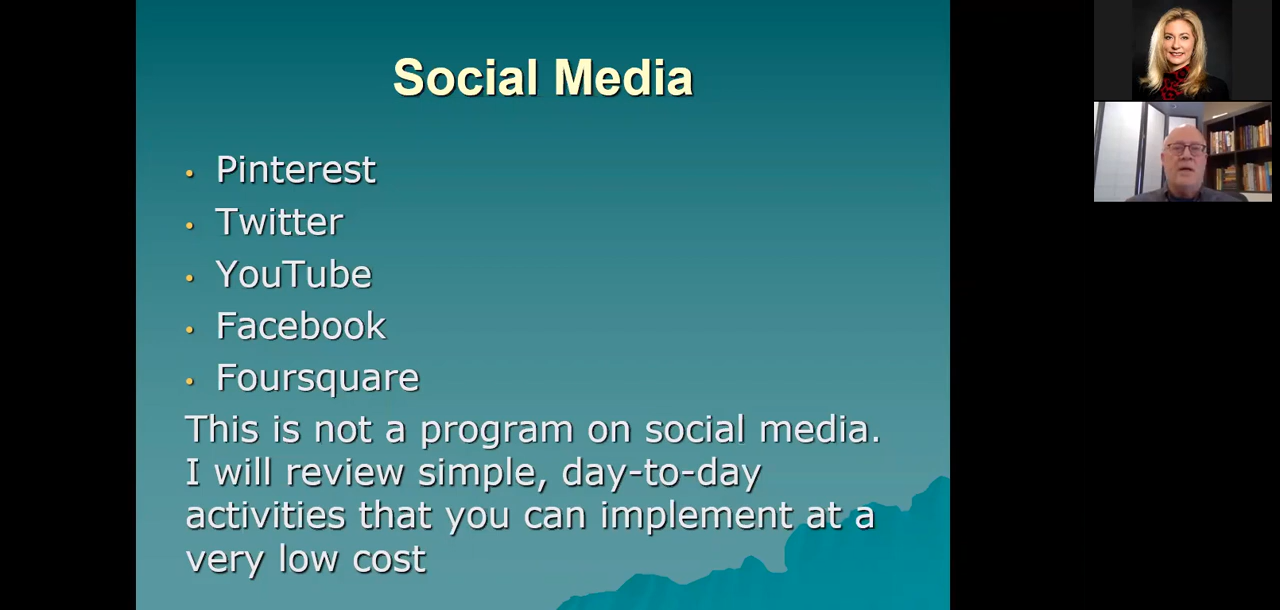 Social Media
• Pinterest
• Twitter
• YouTube
• Facebook
• Foursquare
This is not a program on social media.
I will review simple, day-to-day
activities that you can implement at a
very low cost